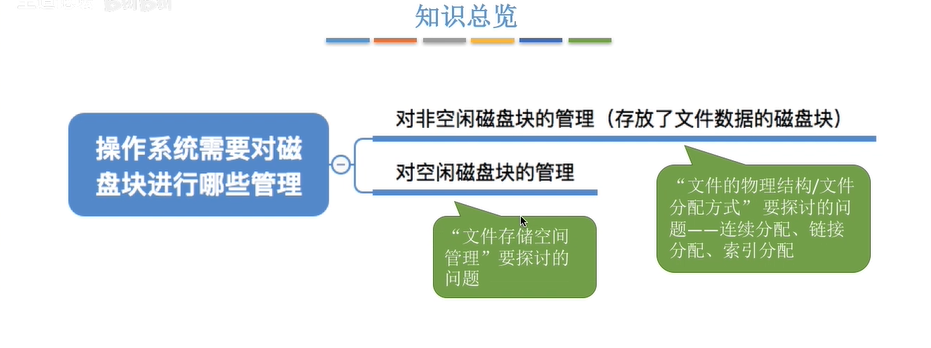 知识总览
操作系统需要对磁
盘块进行哪些管理
对非空闲磁盘块的管理（存放了文件数据的磁盘块）
对空闲磁盘块的管理
“文件的物理结构/文件
分配方式” 要探讨的问
题——连续分配、链接
分配、索引分配
“文件存储空间
管理”要探讨的
问题